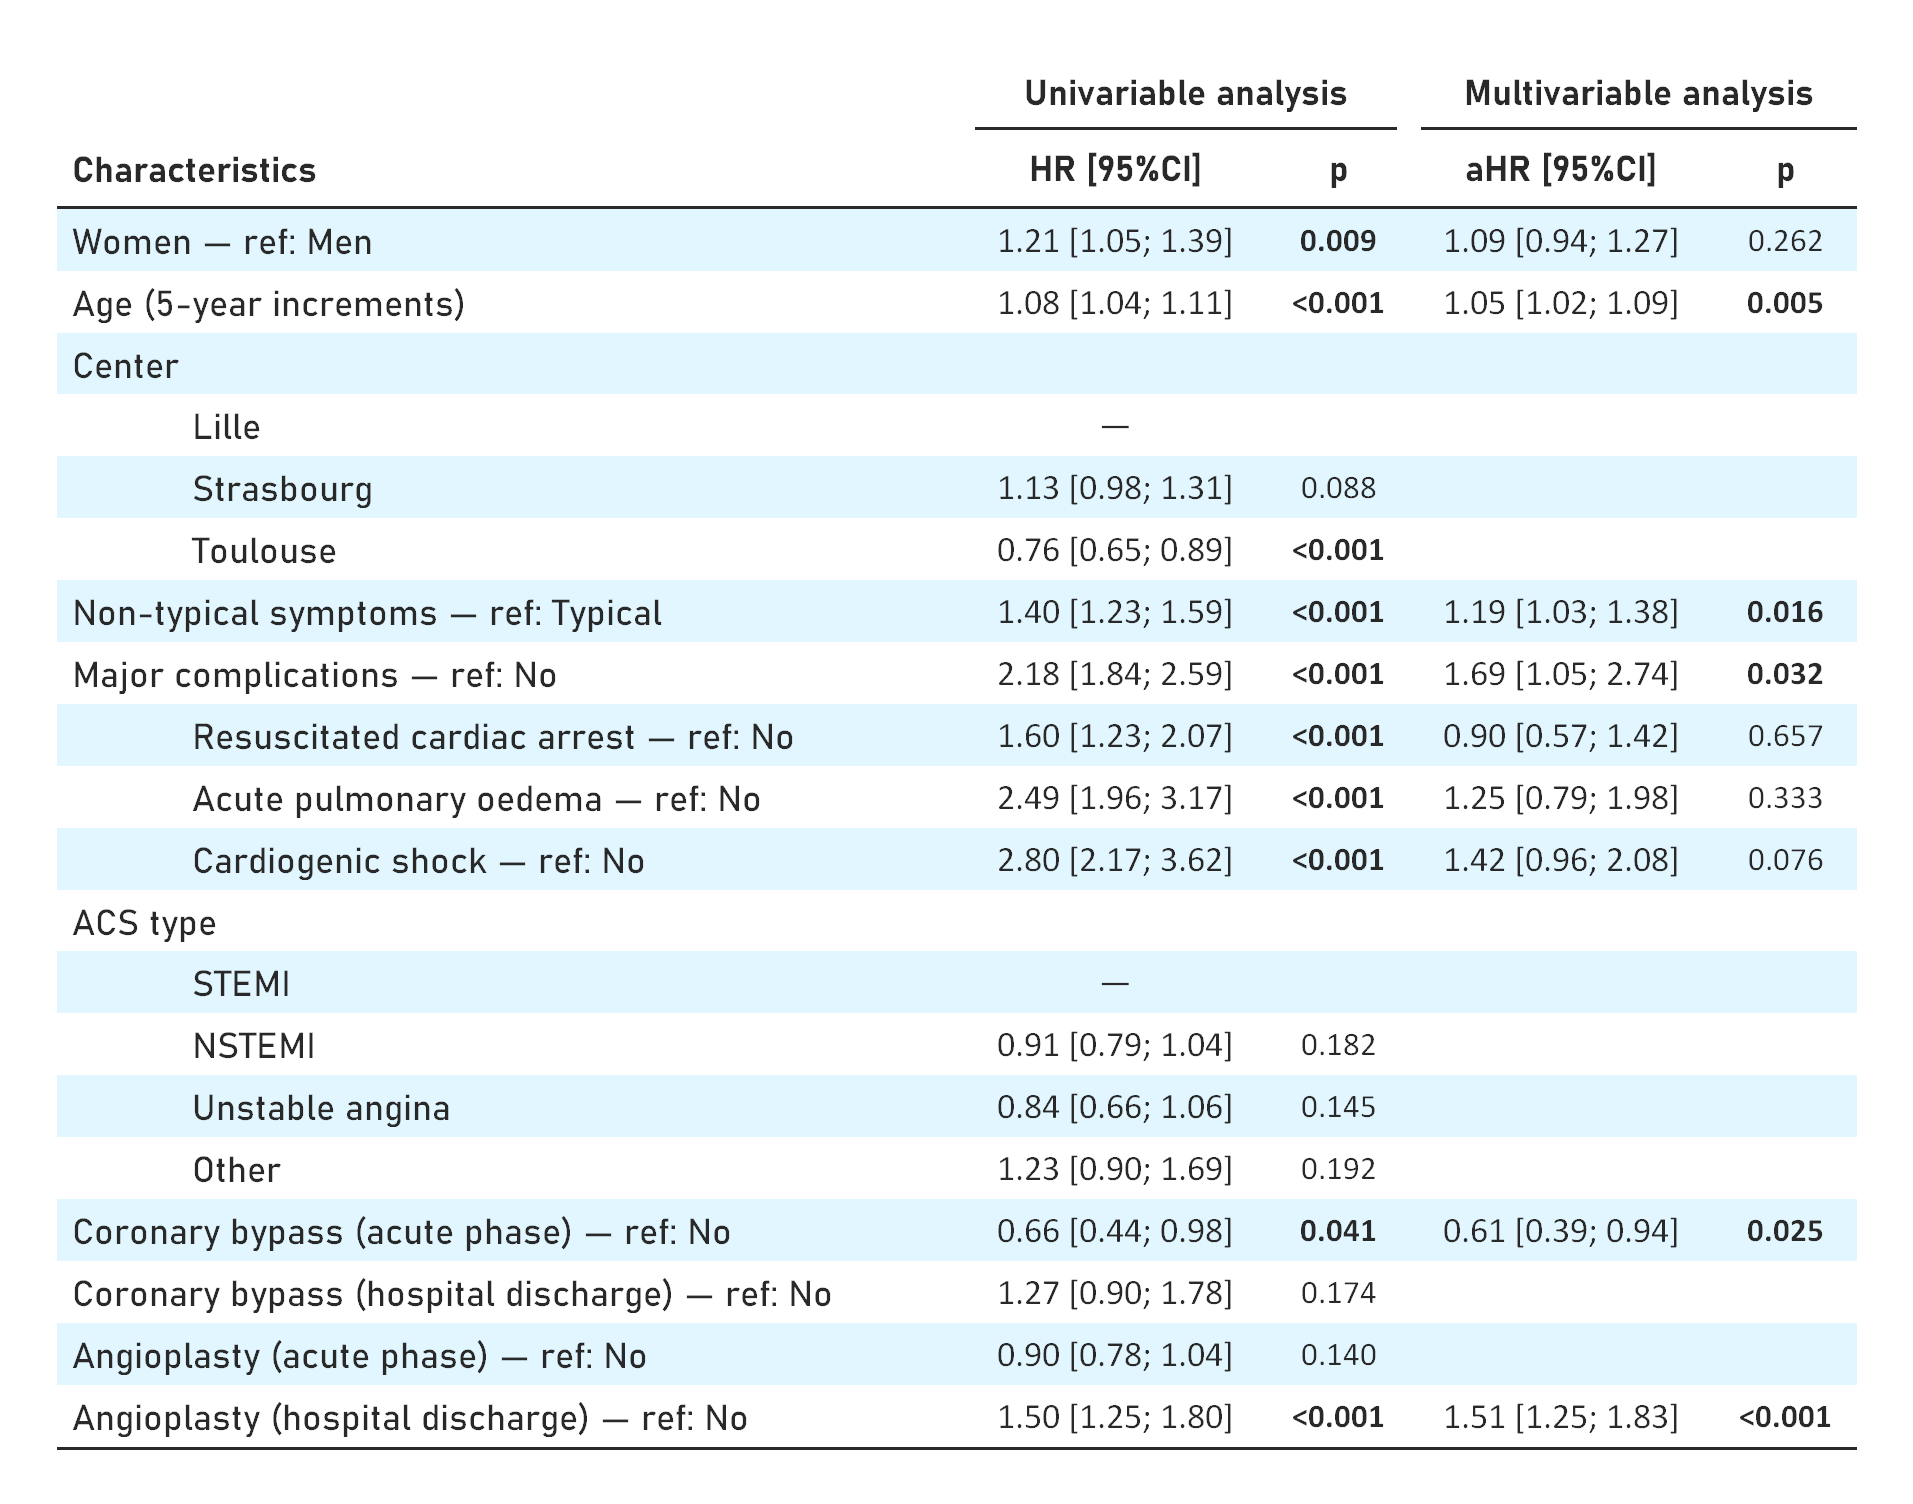 Univariable analysis Multivariable analysis
Characteristics HR [95%CI] p aHR [95%CI] p
Women — ref: Men 1.21 [1.05; 1.39] 0.009 1.09 [0.94; 1.27] 0.262
Age (5-year increments) 1.08 [1.04; 1.11] <0.001 1.05 [1.02; 1.09] 0.005
Center
Lille —
Strasbourg 1.13 [0.98; 1.31] 0.088
Toulouse 0.76 [0.65; 0.89] <0.001
Non-typical symptoms — ref: Typical 1.40 [1.23; 1.59] <0.001 1.19 [1.03; 1.38] 0.016
Major complications — ref: No 2.18 [1.84; 2.59] <0.001 1.69 [1.05; 2.74] 0.032
Resuscitated cardiac arrest — ref: No 1.60 [1.23; 2.07] <0.001 0.90 [0.57; 1.42] 0.657
Acute pulmonary oedema — ref: No 2.49 [1.96; 3.17] <0.001 1.25 [0.79; 1.98] 0.333
Cardiogenic shock — ref: No 2.80 [2.17; 3.62] <0.001 1.42 [0.96; 2.08] 0.076
ACS type
STEMI —
NSTEMI 0.91 [0.79; 1.04] 0.182
Unstable angina 0.84 [0.66; 1.06] 0.145
Other 1.23 [0.90; 1.69] 0.192
Coronary bypass (acute phase) — ref: No 0.66 [0.44; 0.98] 0.041 0.61 [0.39; 0.94] 0.025
Coronary bypass (hospital discharge) — ref: No 1.27 [0.90; 1.78] 0.174
Angioplasty (acute phase) — ref: No 0.90 [0.78; 1.04] 0.140
Angioplasty (hospital discharge) — ref: No 1.50 [1.25; 1.80] <0.001 1.51 [1.25; 1.83] <0.001